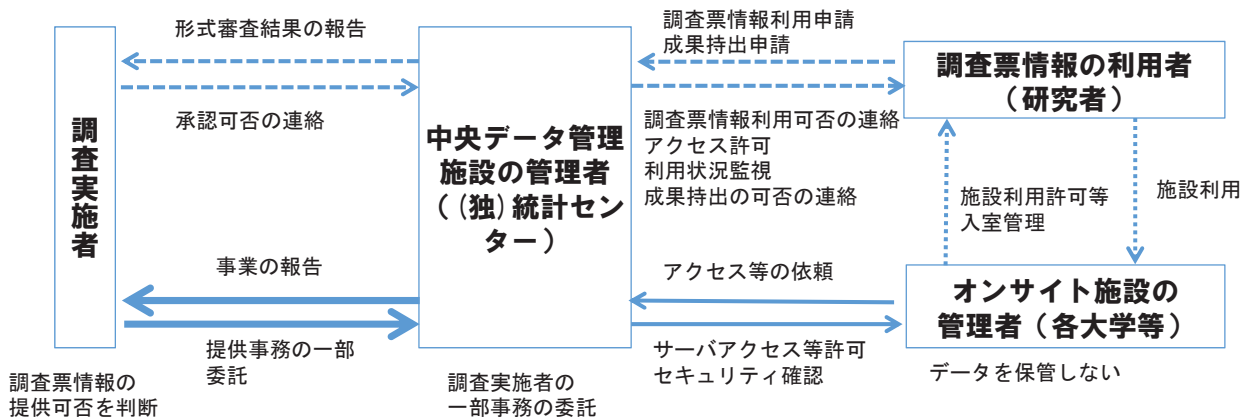 形式審査結果の報告
承認可否の連絡
調査実施者
事業の報告
提供事務の一部
委託
調査票情報の
提供可否を判断
中央データ管理
施設の管理者
（(独)統計セン
ター）
調査実施者の
一部事務の委託
調査票情報利用申請
成果持出申請
調査票情報利用可否の連絡
アクセス許可
利用状況監視
成果持出の可否の連絡
アクセス等の依頼
サーバアクセス等許可
セキュリティ確認
調査票情報の利用者
（研究者）
施設利用許可等
入室管理
施設利用
オンサイト施設の
管理者（各大学等）
データを保管しない